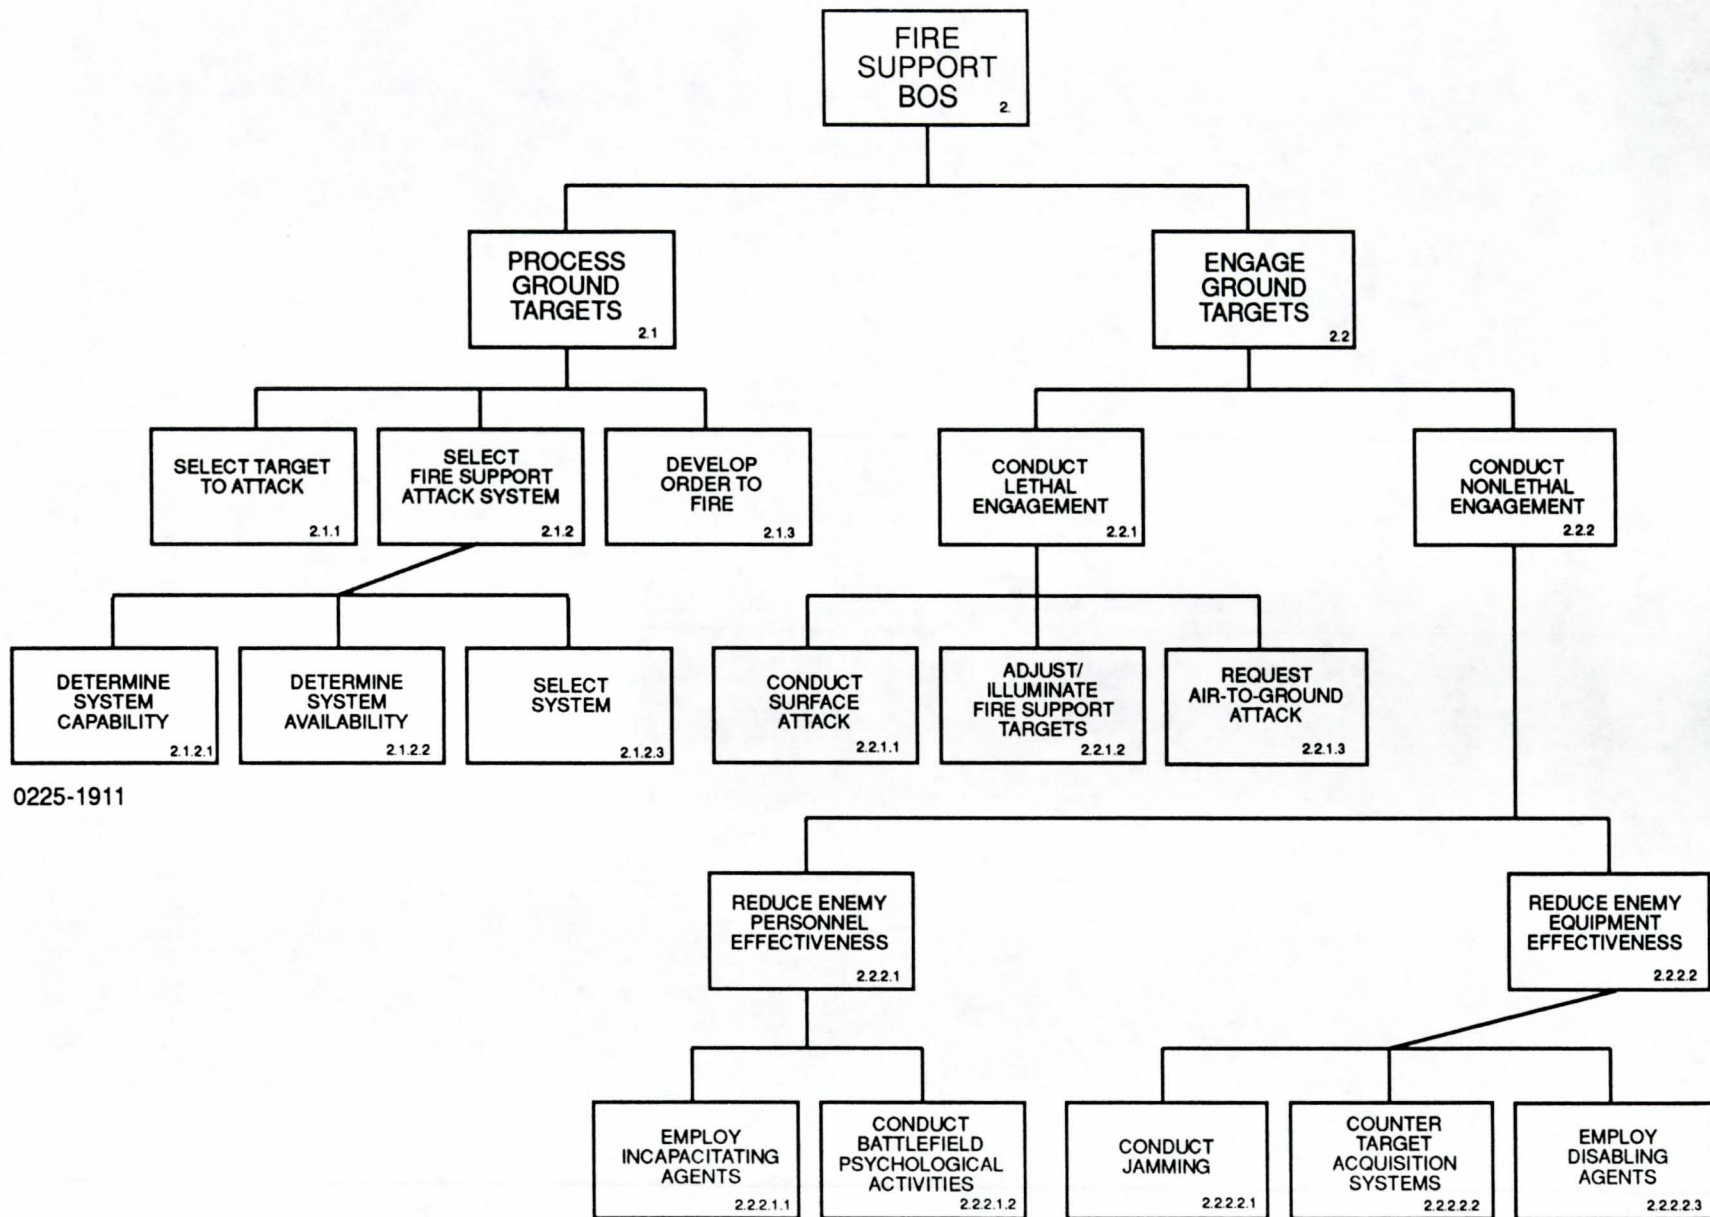 FIRE
SUPPORT
BOS
2.
PROCESS
GROUND
TARGETS
2.1
ENGAGE
GROUND
TARGETS
2.2
SELECT TARGET
TO ATTACK
2.1.1
SELECT
FIRE SUPPORT
ATTACK SYSTEM
2.1.2
DEVELOP
ORDER TO
FIRE
2.1.3
CONDUCT
LETHAL
ENGAGEMENT
2.2.1
CONDUCT
NONLETHAL
ENGAGEMENT
2.2.2
DETERMINE
SYSTEM
CAPABILITY
2.1.2.1
DETERMINE
SYSTEM
AVAILABILITY
2.1.2.2
SELECT
SYSTEM
2.1.2.3
CONDUCT
SURFACE
ATTACK
2.2.1.1
ADJUST/
ILLUMINATE
FIRE SUPPORT
TARGETS
2.2.1.2
REQUEST
AIR-TO-GROUND
ATTACK
2.2.1.3
0225-1911
REDUCE ENEMY
PERSONNEL
EFFECTIVENESS
2.2.2.1
REDUCE ENEMY
EQUIPMENT
EFFECTIVENESS
2.2.2.2
EMPLOY
INCAPACITATING
AGENTS
2.2.2.1.1
CONDUCT
BATTLEFIELD
PSYCHOLOGICAL
ACTIVITIES
2.2.2.1.2
CONDUCT
JAMMING
2.2.2.2.1
COUNTER
TARGET
ACQUISITION
SYSTEMS
2.2.2.2.2
EMPLOY
DISABLING
AGENTS
2.2.2.2.3